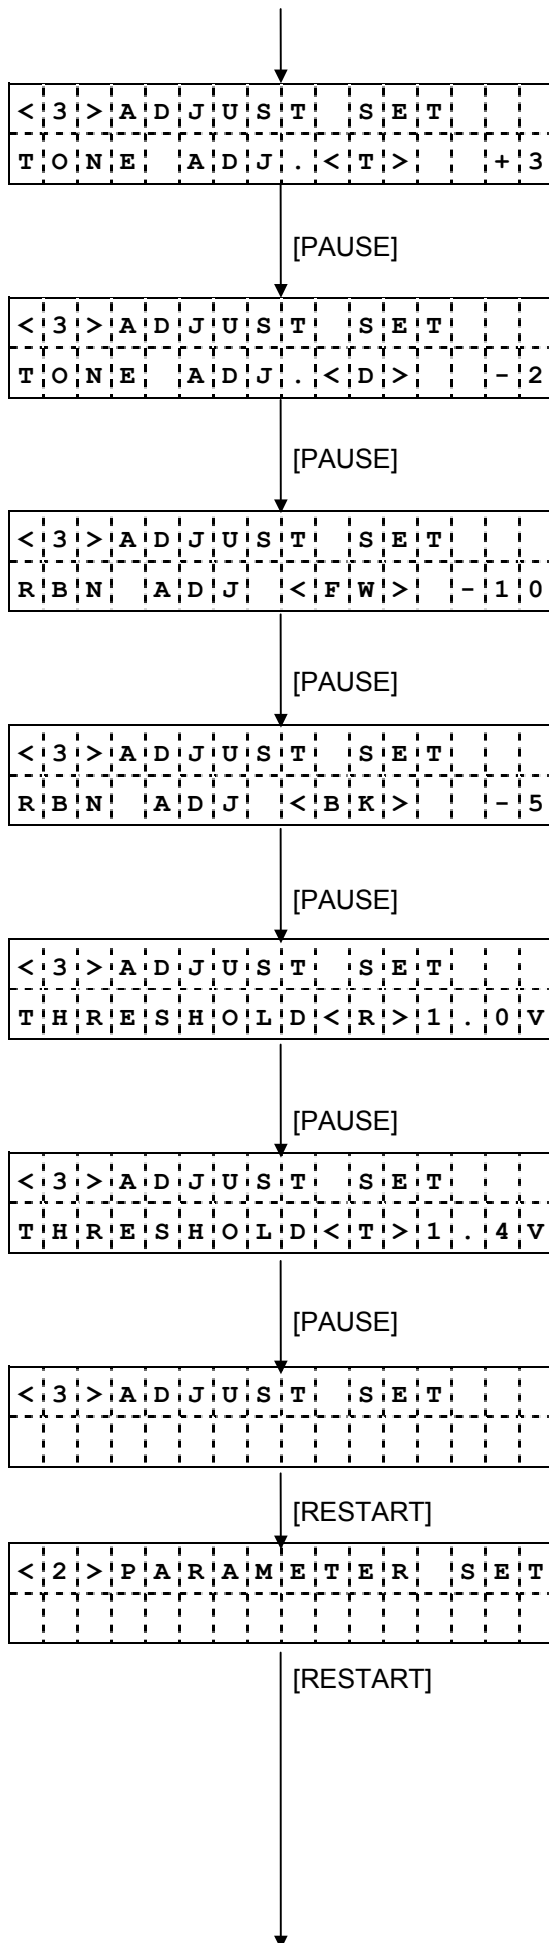 <3>ADJUST SET
TONE ADJ.<T>  +3
[PAUSE]
<3>ADJUST SET
TONE ADJ.<D>  -2
[PAUSE]
<3>ADJUST SET
RBN ADJ <FW> -10
[PAUSE]
<3>ADJUST SET
RBN ADJ <BK>  -5
[PAUSE]
<3>ADJUST SET
THRESHOLD<R>1.0V
[PAUSE]
<3>ADJUST SET
THRESHOLD<T>1.4V
[PAUSE]
<3>ADJUST SET
[RESTART]
<2>PARAMETER SET
[RESTART]